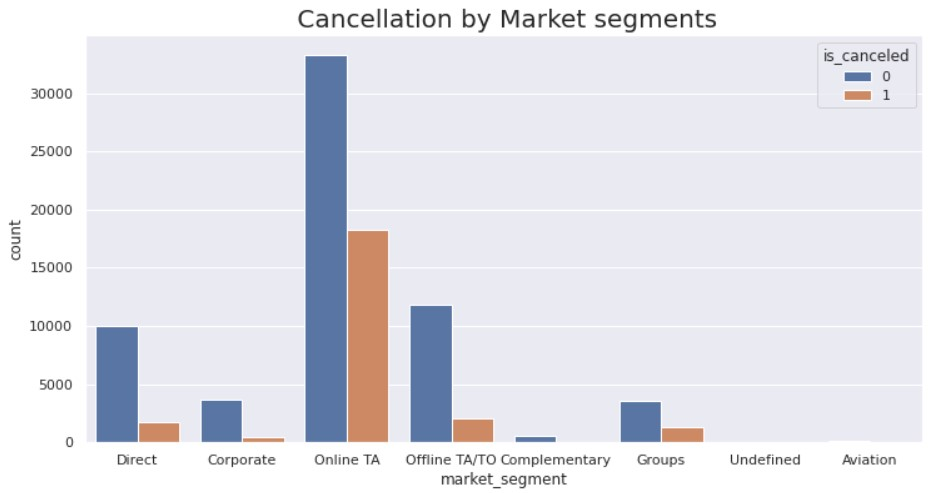 Cancellation by Market segments
is_canceled
0
1
30000
25000
20000
15000
10000
5000
0
count
Direct Corporate Online TA Offline TA/TO Complementary Groups Undefined Aviation
market_segment